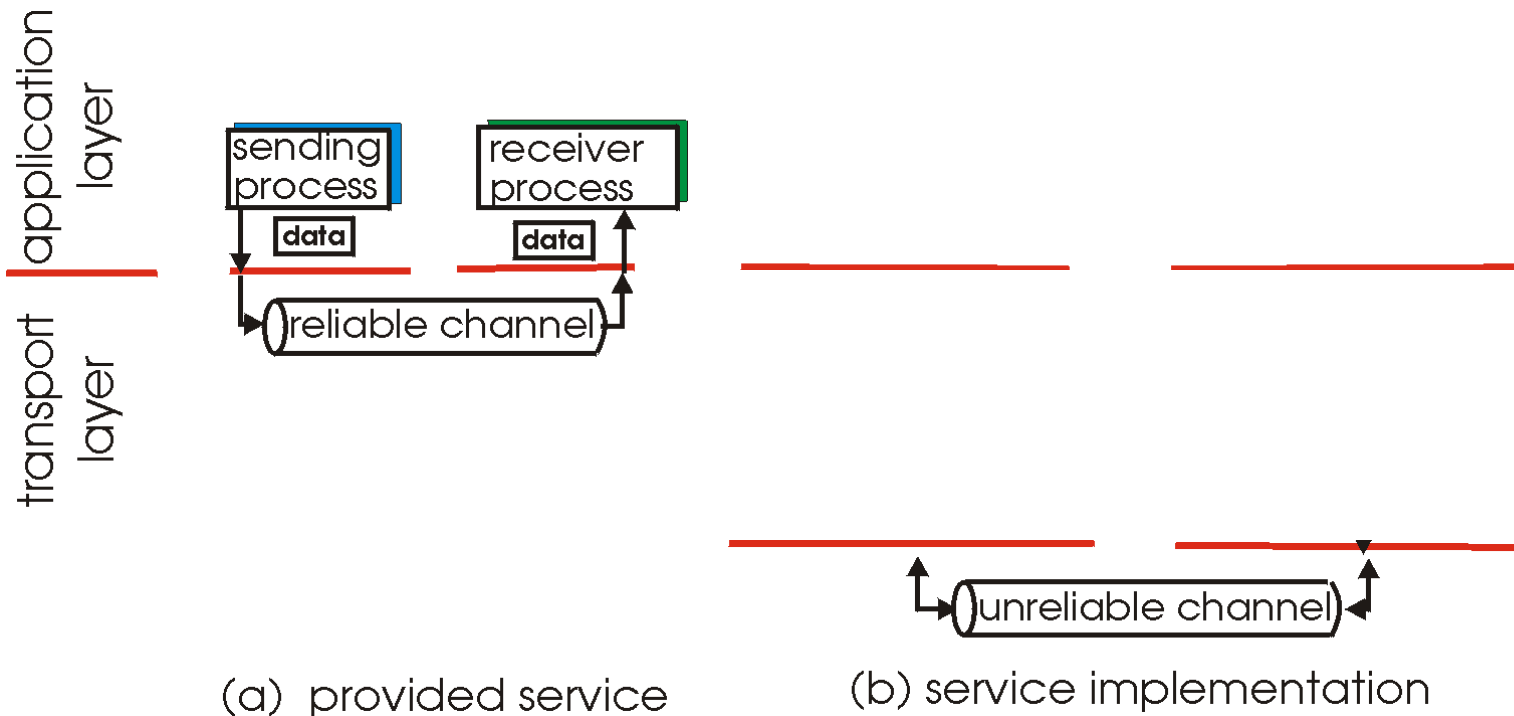 application
layer
transport
layer
sending
process
receiver
process
data
data
reliable channel
unreliable channel
(a) provided service
(b) service implementation